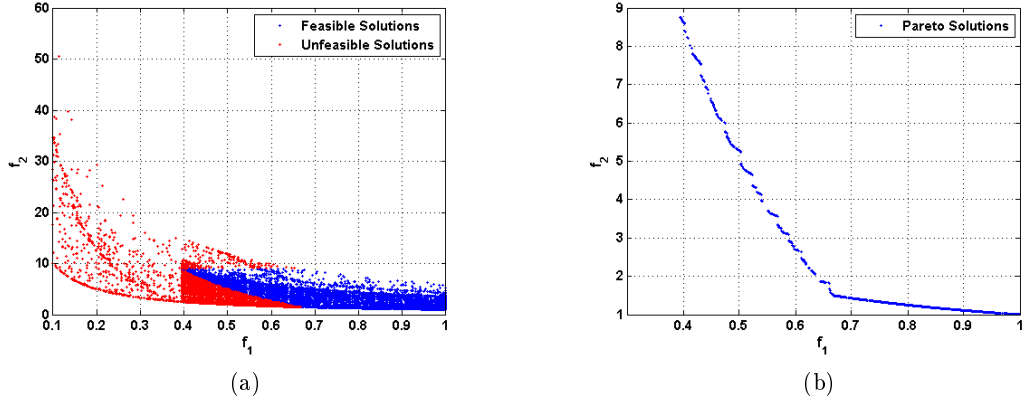 60
50
40
30
20
10
0
0.1 0.2 0.3 0.4 0.5 0.6 0.7 0.8 0.9 1
f2
f1
Feasible Solutions
Unfeasible Solutions
(a)
9
8
7
6
5
4
3
2
1
0.4 0.5 0.6 0.7 0.8 0.9 1
f2
f1
Pareto Solutions
(b)